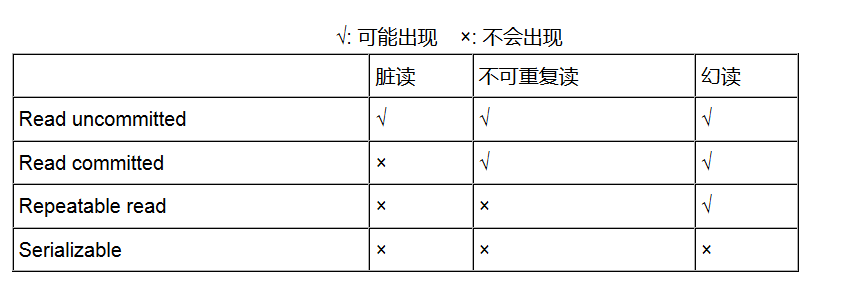 √: 可能出现 ×: 不会出现
脏读 不可重复读 幻读
Read uncommitted √ √ √
Read committed × √ √
Repeatable read × × √
Serializable × × ×